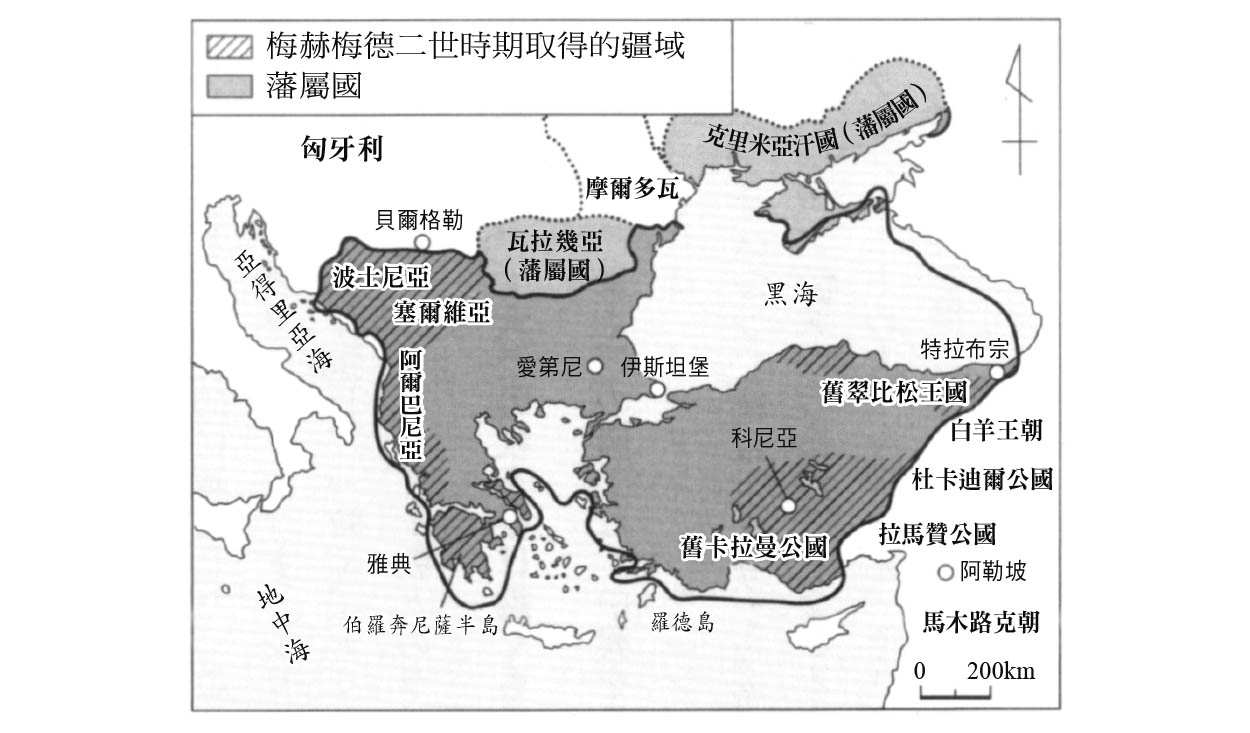 梅赫梅德二世時期取得的疆域
藩屬國
匈牙利
克里米亞汗國（藩屬國）
摩爾多瓦
貝爾格勒
瓦拉幾亞
（藩屬國）
亞得里亞海
波士尼亞
塞爾維亞
黑海
阿爾巴尼亞
愛第尼
伊斯坦堡
特拉布宗
舊翠比松王國
白羊王朝
科尼亞
杜卡迪爾公國
拉馬贊公國
舊卡拉曼公國
雅典
阿勒坡
地中海
伯羅奔尼薩半島
羅德島
馬木路克朝
0 200km